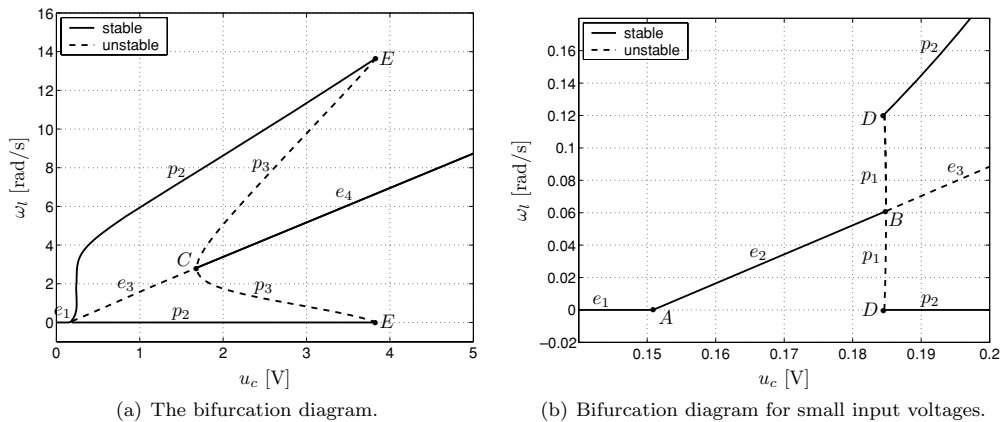 16
14
12
10
8
6
4
2
0
ω_l [rad/s]
stable
unstable
E
p_2
p_3
e_4
C
e_3
p_3
e_1
p_2
E
0 1 2 3 4 5
u_c [V]
(a) The bifurcation diagram.
0.16
0.14
0.12
0.1
0.08
0.06
0.04
0.02
0
−0.02
ω_l [rad/s]
stable
unstable
p_2
D
p_1
e_3
B
e_2
p_1
e_1
A
D
p_2
0.15 0.16 0.17 0.18 0.19 0.2
u_c [V]
(b) Bifurcation diagram for small input voltages.